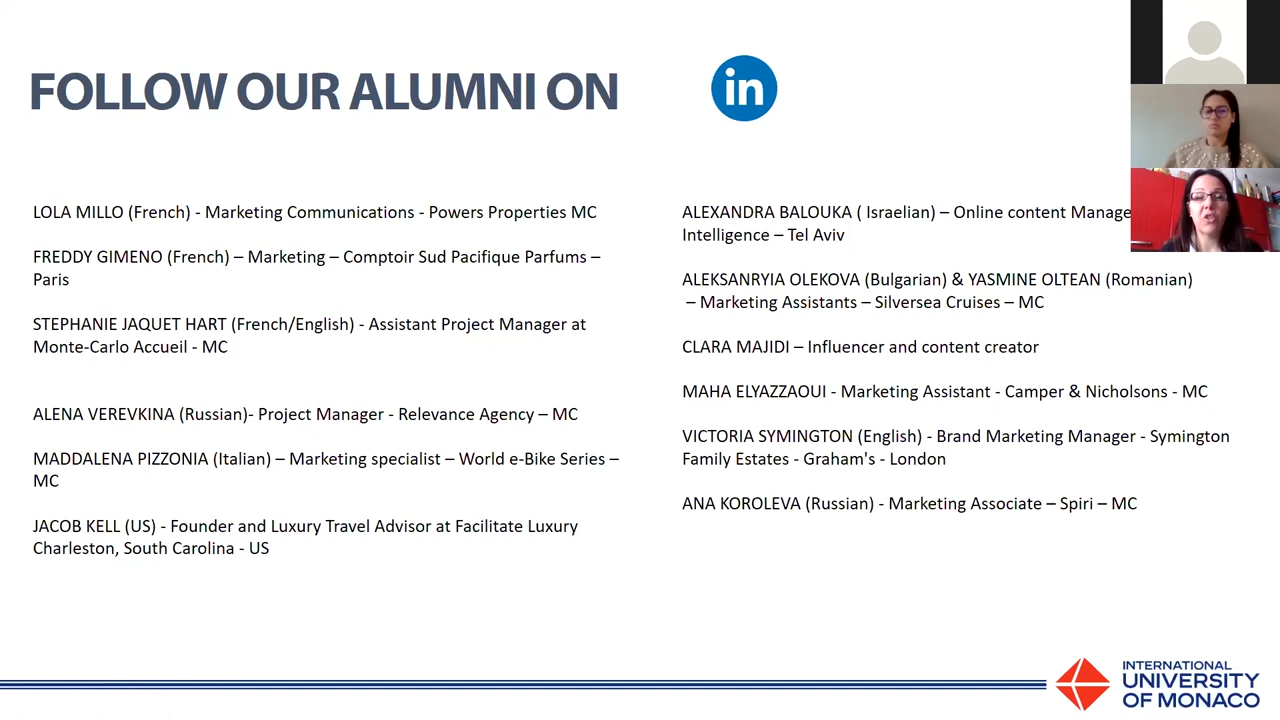 FOLLOW OUR ALUMNI ON
in
LOLA MILLO (French) - Marketing Communications - Powers Properties MC
FREDDY GIMENO (French) – Marketing – Comptoir Sud Pacifique Parfums –
Paris
STEPHANIE JAQUET HART (French/English) - Assistant Project Manager at
Monte-Carlo Accueil - MC
ALENA VEREVKINA (Russian)- Project Manager - Relevance Agency – MC
MADDALENA PIZZONIA (Italian) – Marketing specialist – World e-Bike Series –
MC
JACOB KELL (US) - Founder and Luxury Travel Advisor at Facilitate Luxury
Charleston, South Carolina - US
ALEXANDRA BALOUKA ( Israelian) – Online content Manage
Intelligence – Tel Aviv
ALEKSANRYIA OLEKOVA (Bulgarian) & YASMINE OLTEAN (Romanian)
– Marketing Assistants – Silversea Cruises – MC
CLARA MAJIDI – Influencer and content creator
MAHA ELYAZZAOUI - Marketing Assistant - Camper & Nicholsons - MC
VICTORIA SYMINGTON (English) - Brand Marketing Manager - Symington
Family Estates - Graham's - London
ANA KOROLEVA (Russian) - Marketing Associate – Spiri – MC
INTERNATIONAL
UNIVERSITY
OF MONACO